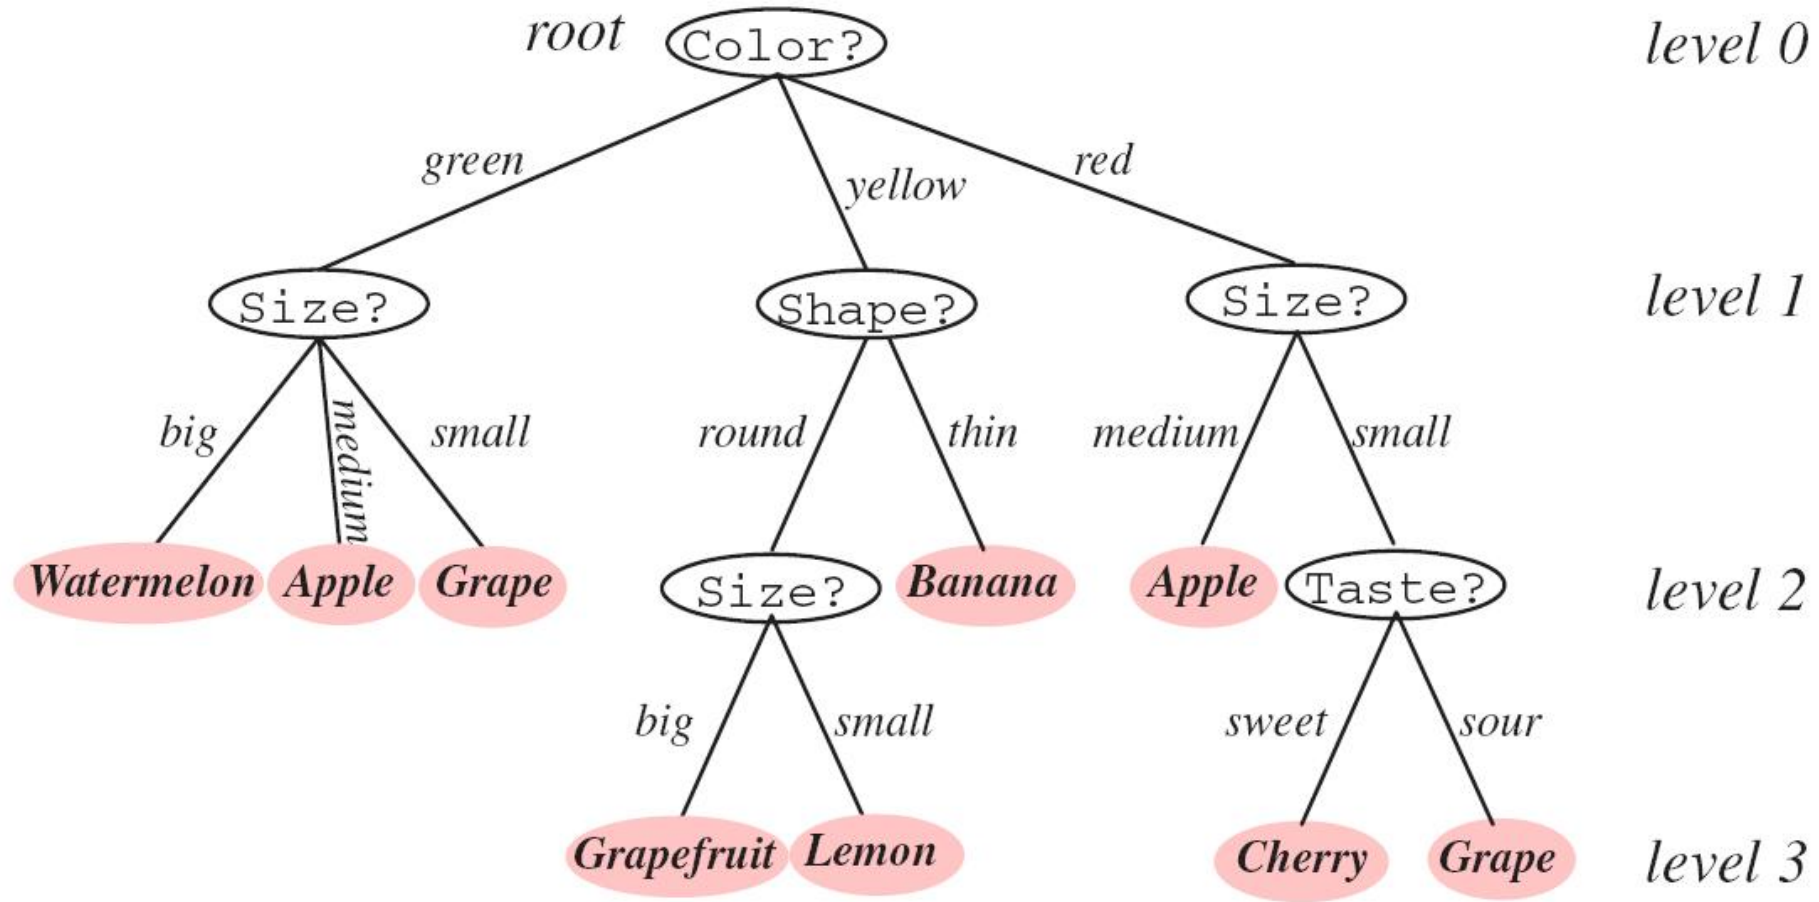 root Color? level 0
green yellow red
Size? Shape? Size? level 1
big medium small round thin medium small
Watermelon Apple Grape Size? Banana Apple Taste? level 2
big small sweet sour
Grapefruit Lemon Cherry Grape level 3